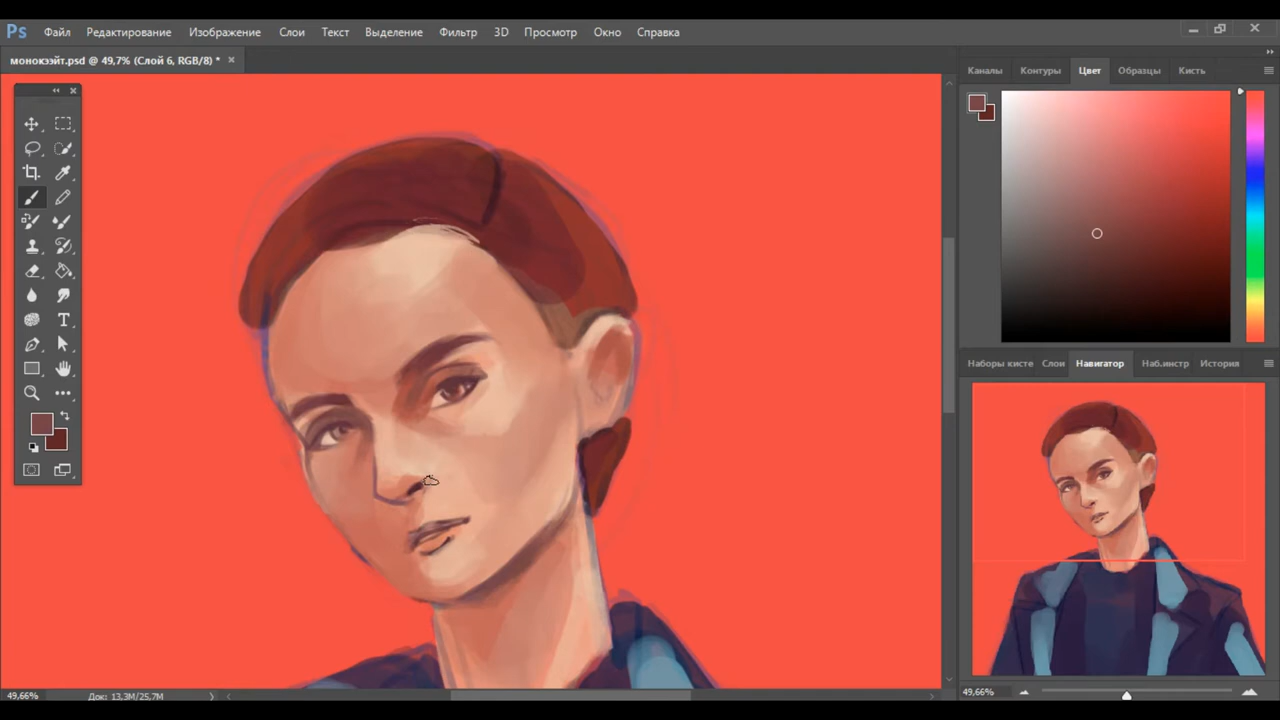 Ps Файл Редактирование Изображение Слои Текст Выделение Фильтр 3D Просмотр Окно Справка
монокээйт.psd @ 49,7% (Слой 6, RGB/8) *
Каналы Контуры Цвет Образцы Кисть
Наборы кисте Слои Навигатор Наб.инстр История
49,66% Док: 13,3M/25,7M
49,66%